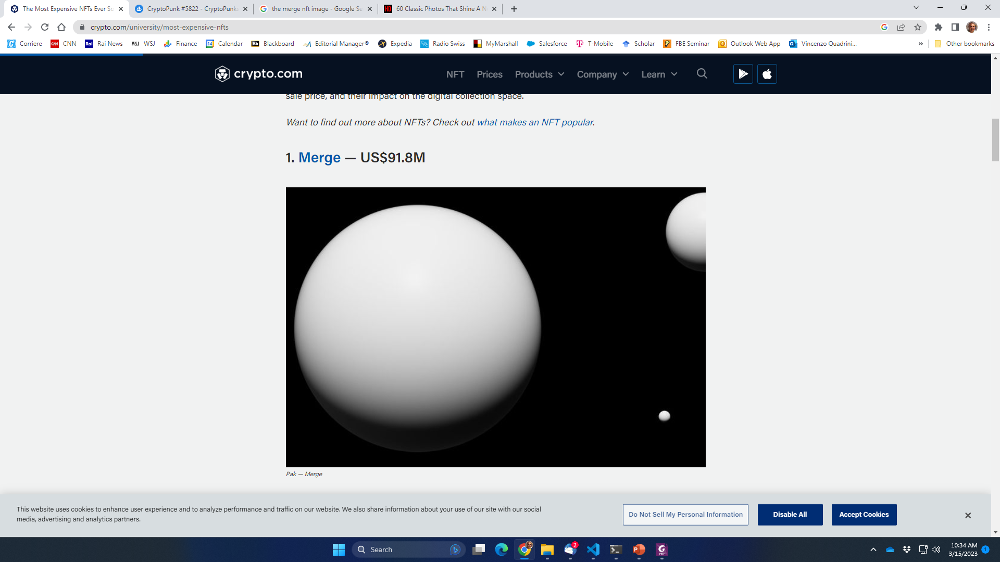 The Most Expensive NFTs Ever So
CryptoPunk #5822 - CryptoPunks
the merge nft image - Google Se
60 Classic Photos That Shine A N
crypto.com/university/most-expensive-nfts
Corriere
CNN
Rai News
WSJ
Finance
Calendar
Blackboard
Editorial Manager®
Expedia
Radio Swiss
MyMarshall
Salesforce
T-Mobile
Scholar
FBE Seminar
Outlook Web App
Vincenzo Quadrini...
»
Other bookmarks
crypto.com
NFT
Prices
Products
Company
Learn
sale price, and their impact on the digital collection space.
Want to find out more about NFTs? Check out what makes an NFT popular.
1. Merge — US$91.8M
Pak — Merge
This website uses cookies to enhance user experience and to analyze performance and traffic on our website. We also share information about your use of our site with our social
media, advertising and analytics partners.
Do Not Sell My Personal Information
Disable All
Accept Cookies
Search
2
10:34 AM
3/15/2023
1